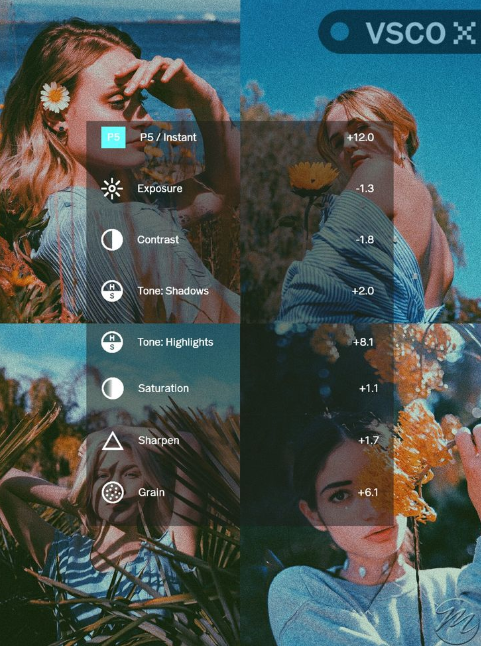 VSCO X
P5 P5 / Instant +12.0
Exposure -1.3
Contrast -1.8
H S Tone: Shadows +2.0
H S Tone: Highlights +8.1
Saturation +1.1
Sharpen +1.7
Grain +6.1
M